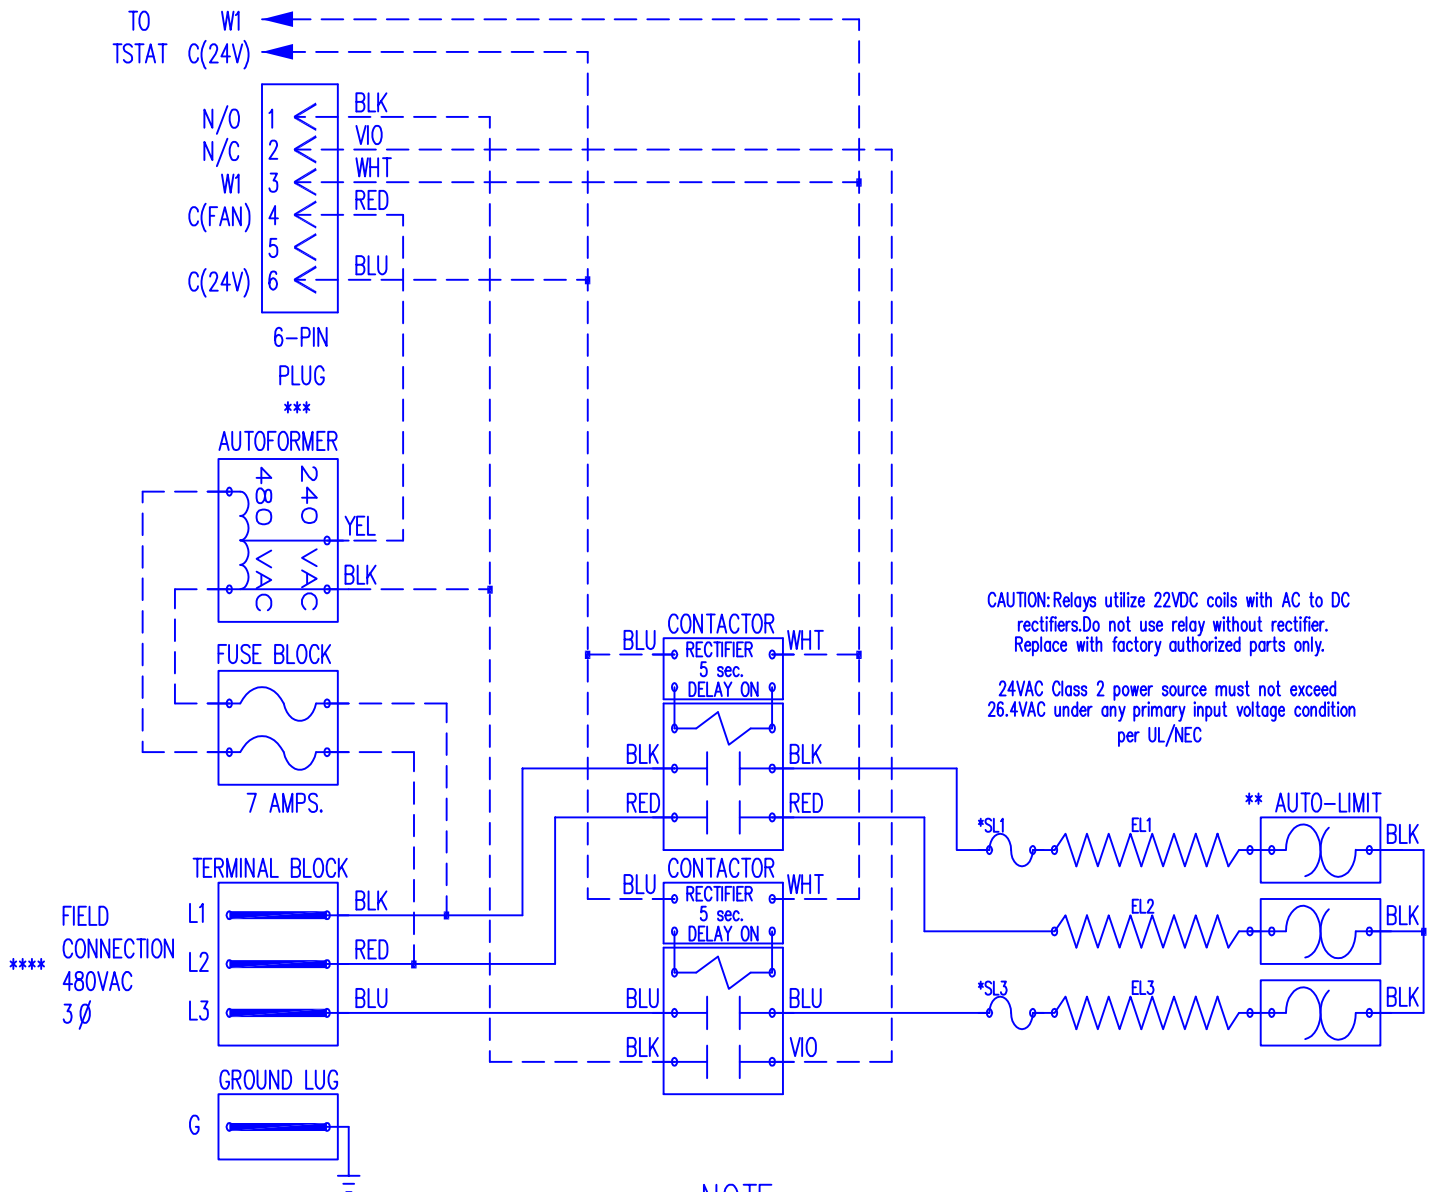 TO W1
TSTAT C(24V)
N/O 1 BLK
N/C 2 VIO
W1 3 WHT
C(FAN) 4 RED
5
C(24V) 6 BLU
6-PIN
PLUG
***
AUTOFORMER
480 VAC
240 VAC
YEL
BLK
FUSE BLOCK
7 AMPS.
TERMINAL BLOCK
L1 BLK
L2 RED
L3 BLU
FIELD
CONNECTION
****
480VAC
3Ø
GROUND LUG
G
CONTACTOR
BLU RECTIFIER WHT
5 sec.
DELAY ON
BLK BLK
RED RED
CONTACTOR
BLU RECTIFIER WHT
5 sec.
DELAY ON
BLU BLU
BLK VIO
CAUTION: Relays utilize 22VDC coils with AC to DC
rectifiers.Do not use relay without rectifier.
Replace with factory authorized parts only.
24VAC Class 2 power source must not exceed
26.4VAC under any primary input voltage condition
per UL/NEC
** AUTO-LIMIT
*SL1 EL1 BLK
EL2 BLK
*SL3 EL3 BLK
NOTE